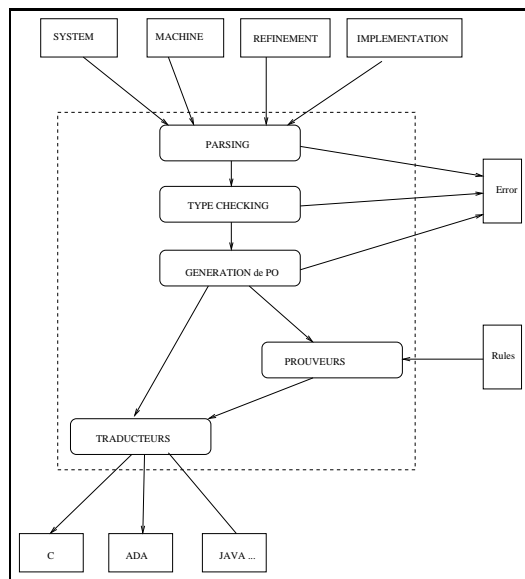 SYSTEM
MACHINE
REFINEMENT
IMPLEMENTATION
PARSING
TYPE CHECKING
Error
GENERATION de PO
PROUVEURS
Rules
TRADUCTEURS
C
ADA
JAVA ...